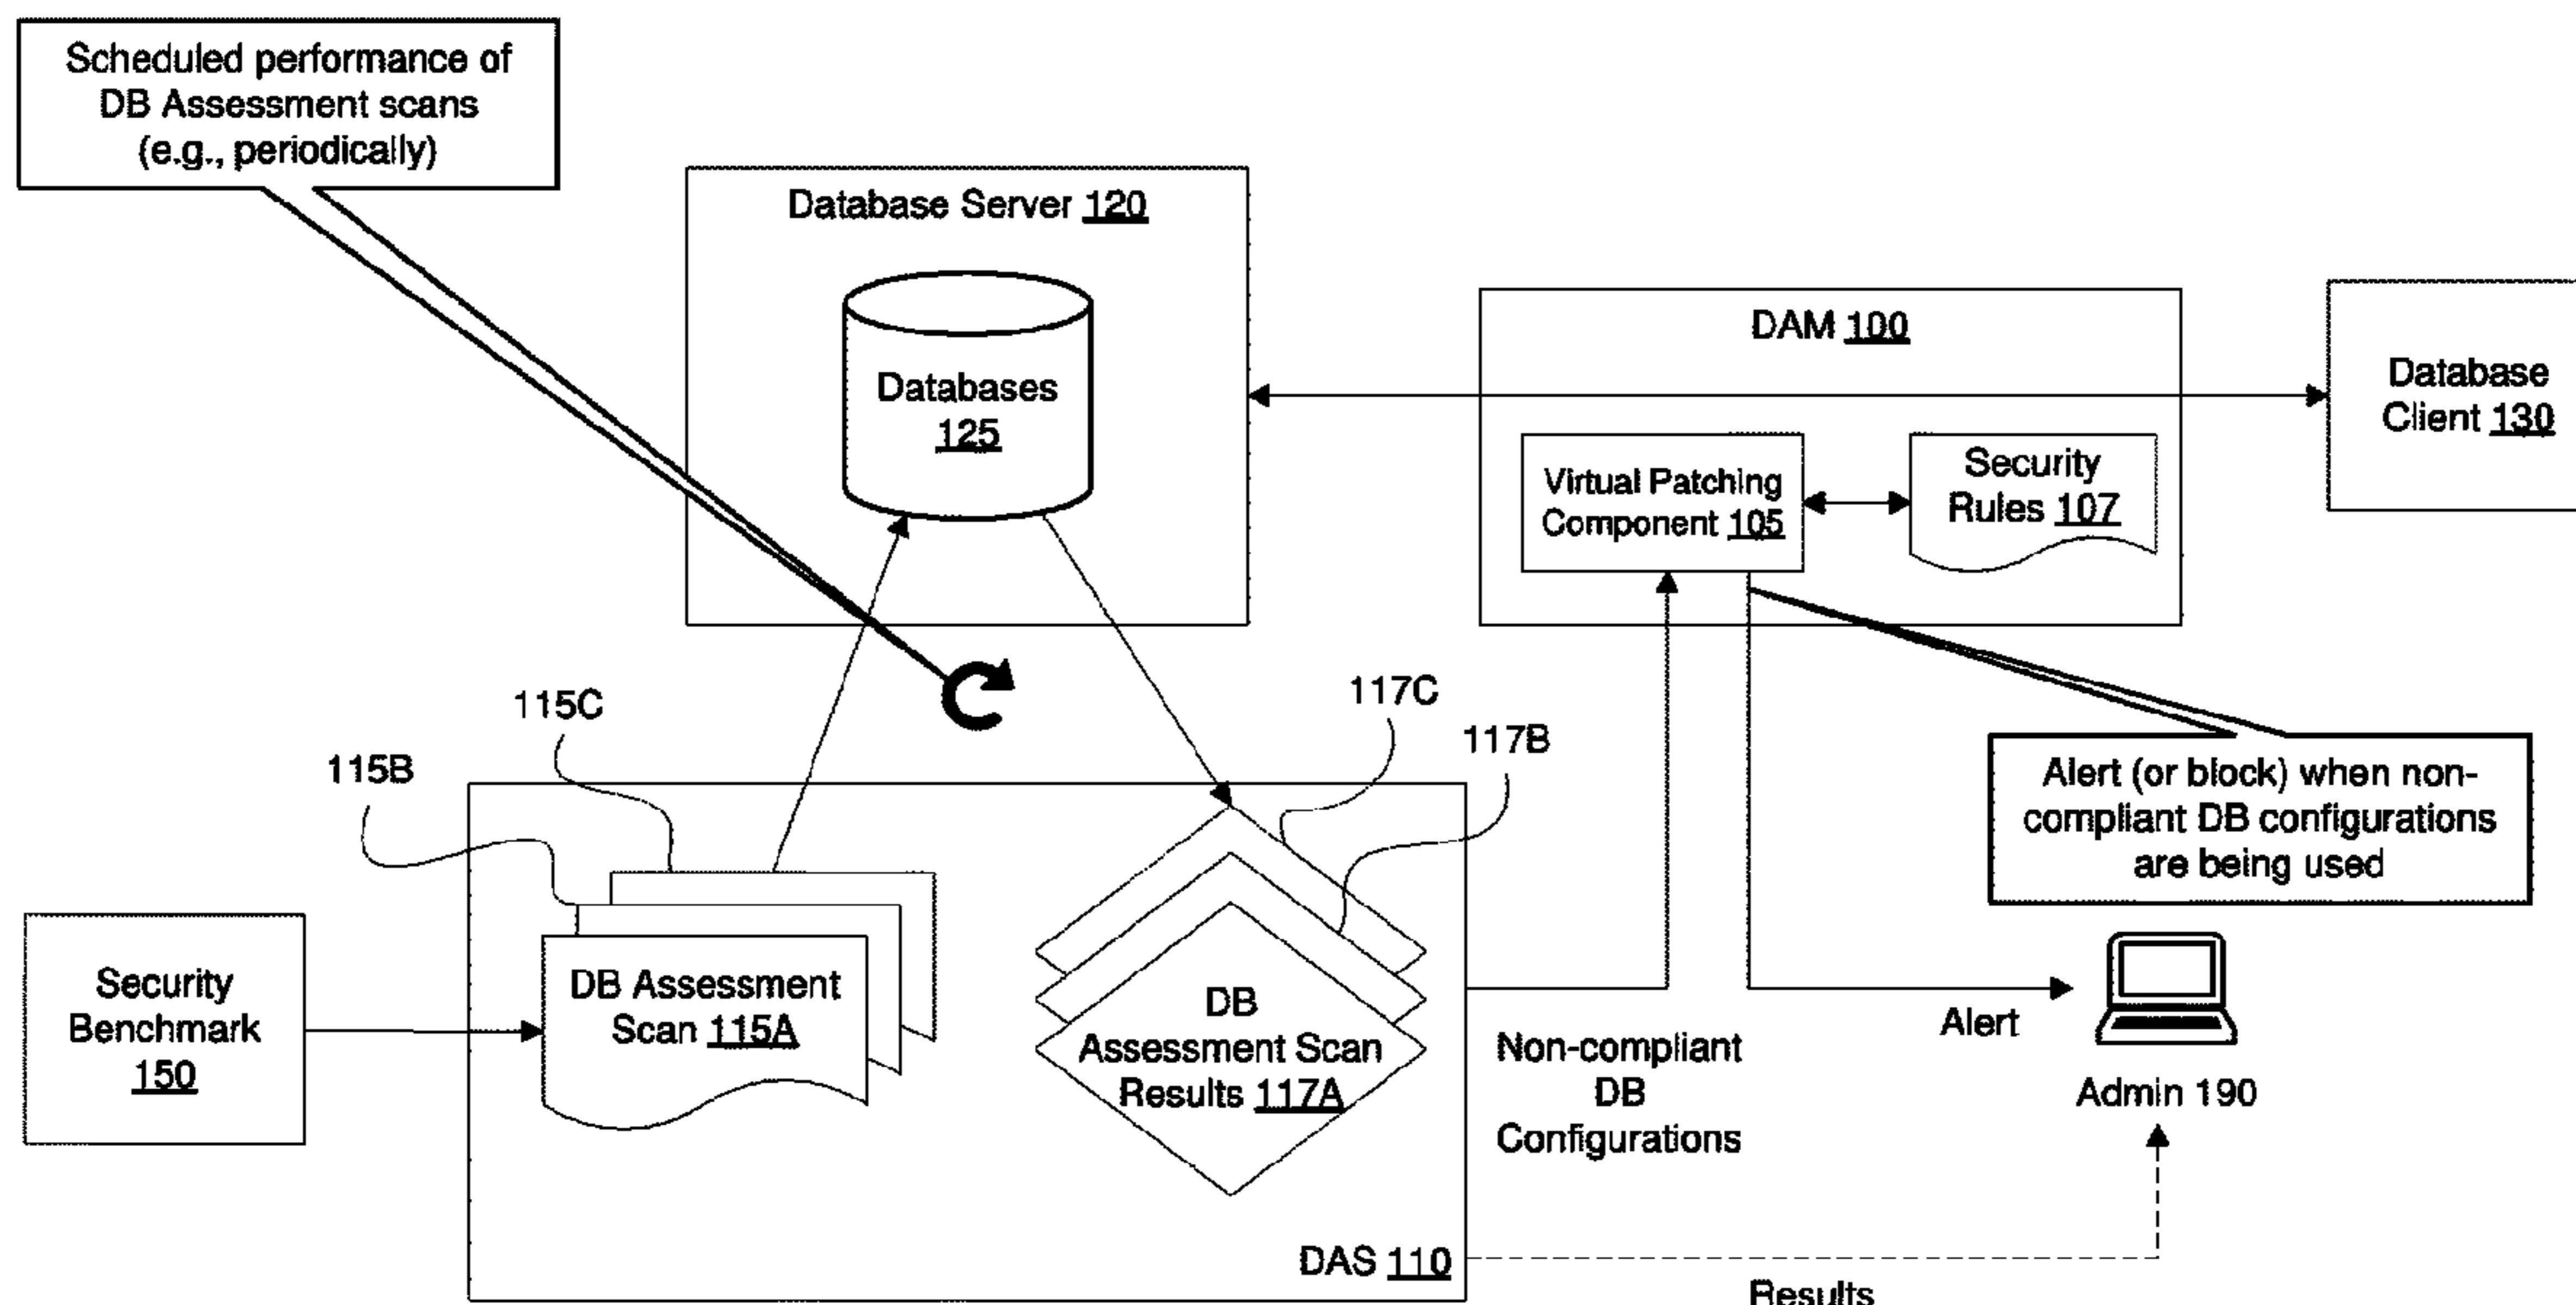 Scheduled performance of
DB Assessment scans
(e.g., periodically)
Database Server 120
Databases
125
DAM 100
Virtual Patching
Component 105
Security
Rules 107
Database
Client 130
115C
115B
117C
117B
Alert (or block) when non-
compliant DB configurations
are being used
Security
Benchmark
150
DB Assessment
Scan 115A
DB
Assessment Scan
Results 117A
Non-compliant
DB
Configurations
Alert
Admin 190
DAS 110
Results